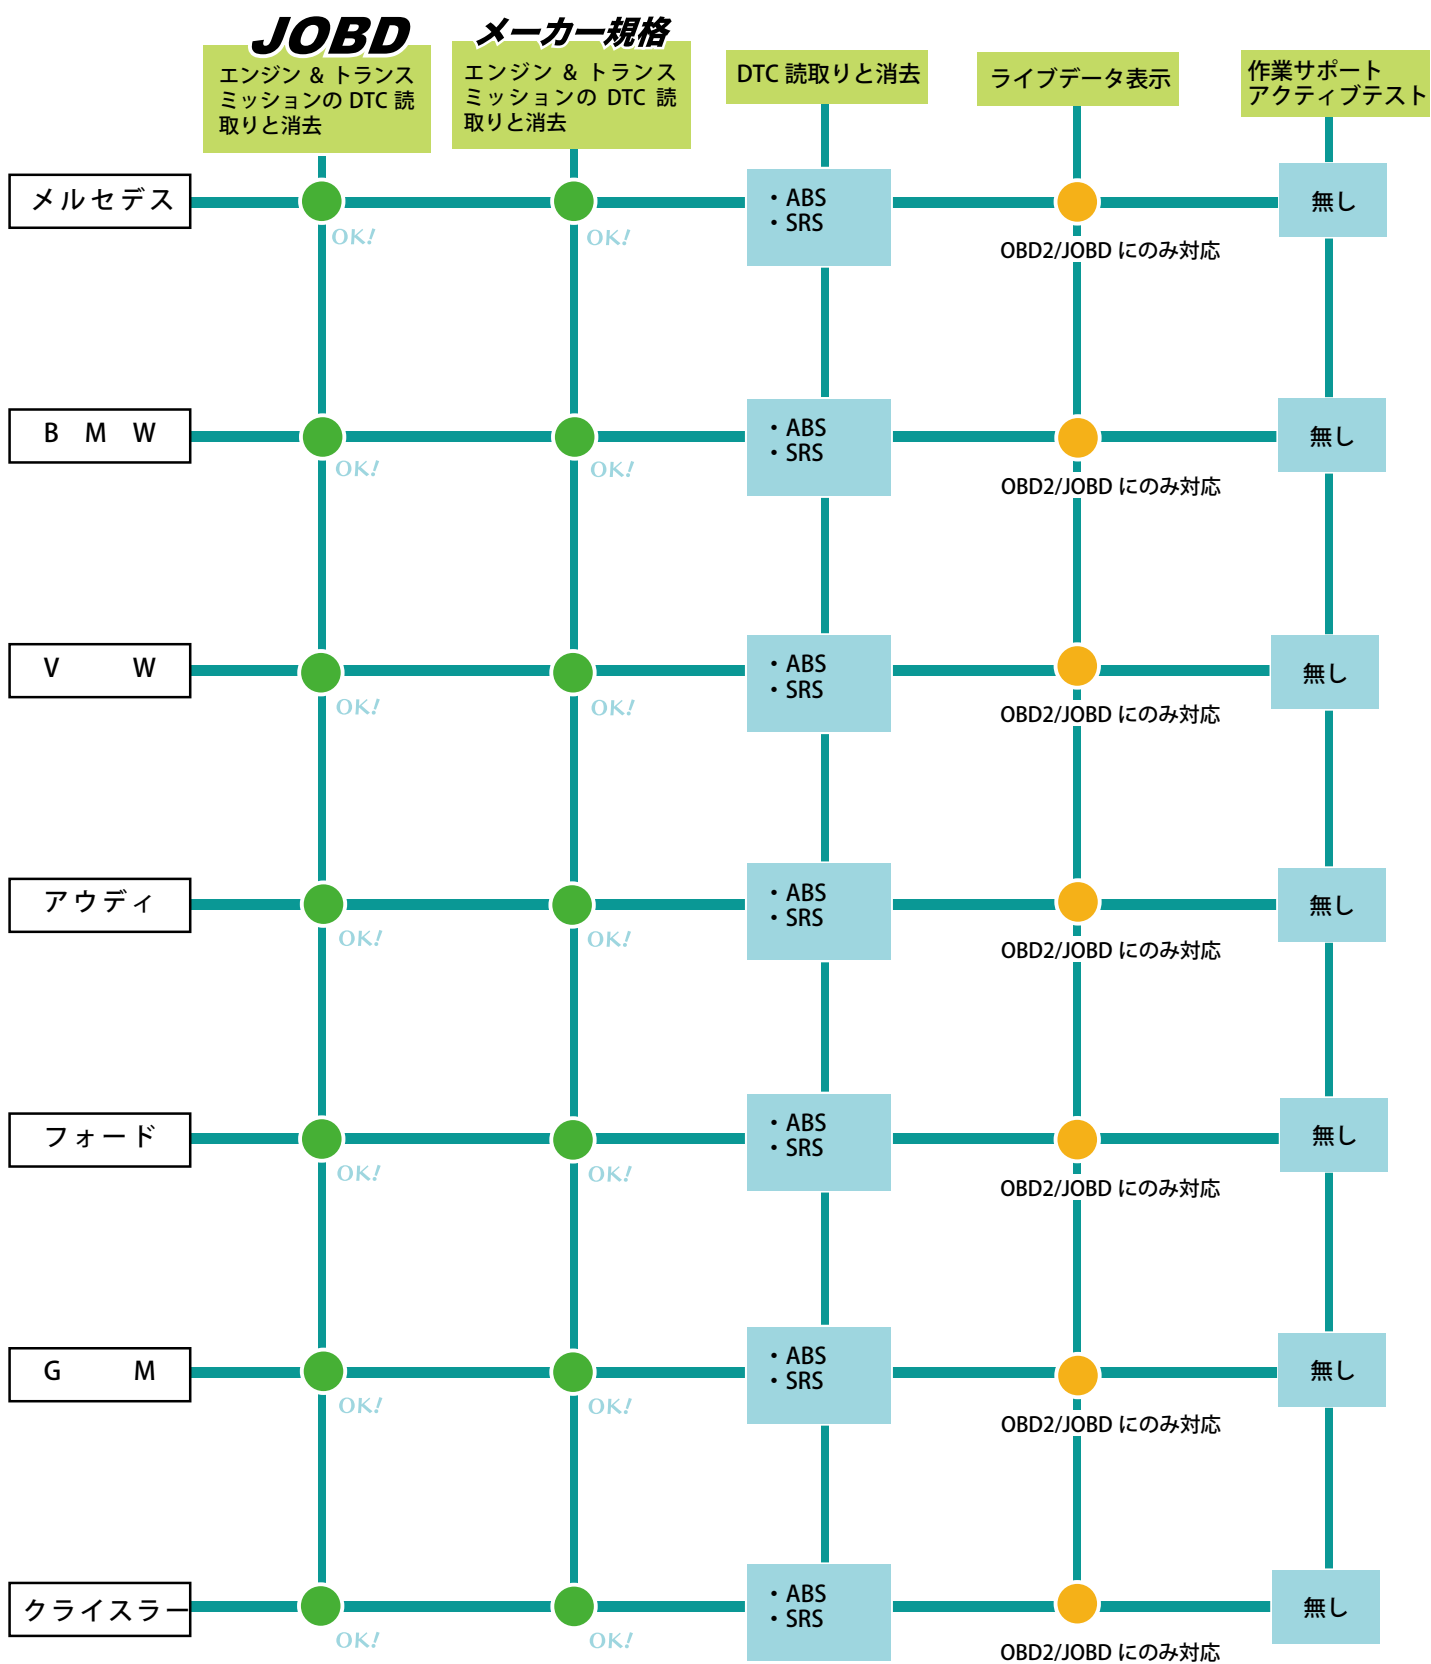 JOBD
エンジン & トランス
ミッションの DTC 読
取りと消去
メーカー規格
エンジン & トランス
ミッションの DTC 読
取りと消去
DTC 読取りと消去
ライブデータ表示
作業サポート
アクティブテスト
メルセデス
OK!
OK!
・ABS
・SRS
OBD2/JOBD にのみ対応
無し
B M W
OK!
OK!
・ABS
・SRS
OBD2/JOBD にのみ対応
無し
V W
OK!
OK!
・ABS
・SRS
OBD2/JOBD にのみ対応
無し
アウディ
OK!
OK!
・ABS
・SRS
OBD2/JOBD にのみ対応
無し
フォード
OK!
OK!
・ABS
・SRS
OBD2/JOBD にのみ対応
無し
G M
OK!
OK!
・ABS
・SRS
OBD2/JOBD にのみ対応
無し
クライスラー
OK!
OK!
・ABS
・SRS
OBD2/JOBD にのみ対応
無し